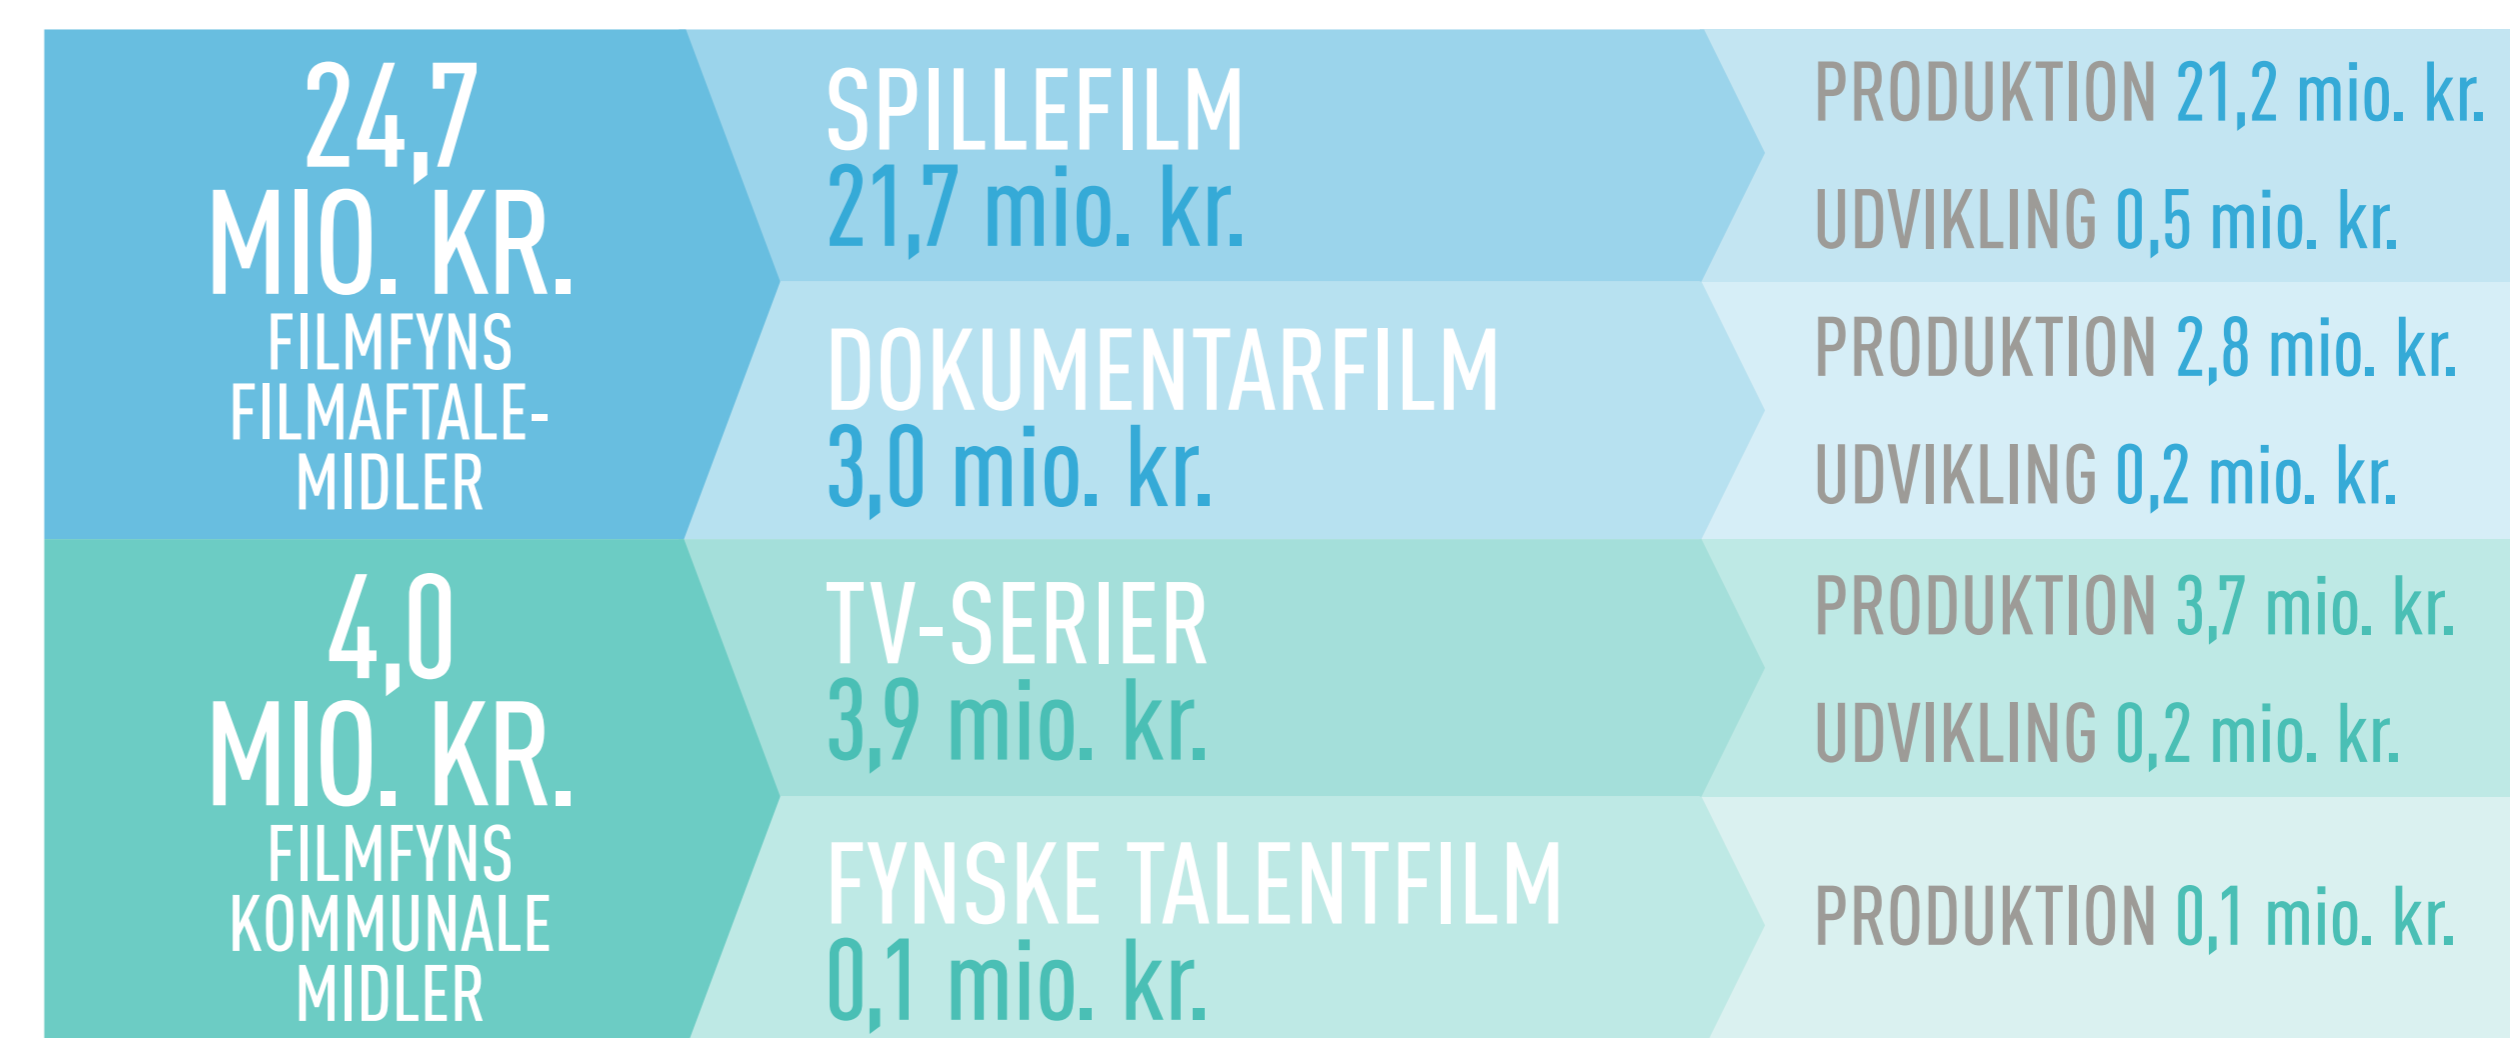 24,7
MIO. KR.
FILMFYNS
FILMAFTALE-
MIDLER
SPILLEFILM
21,7 mio. kr.
PRODUKTION 21,2 mio. kr.
UDVIKLING 0,5 mio. kr.
DOKUMENTARFILM
3,0 mio. kr.
PRODUKTION 2,8 mio. kr.
UDVIKLING 0,2 mio. kr.
4,0
MIO. KR.
FILMFYNS
KOMMUNALE
MIDLER
TV-SERIER
3,9 mio. kr.
PRODUKTION 3,7 mio. kr.
UDVIKLING 0,2 mio. kr.
FYNSKE TALENTFILM
0,1 mio. kr.
PRODUKTION 0,1 mio. kr.